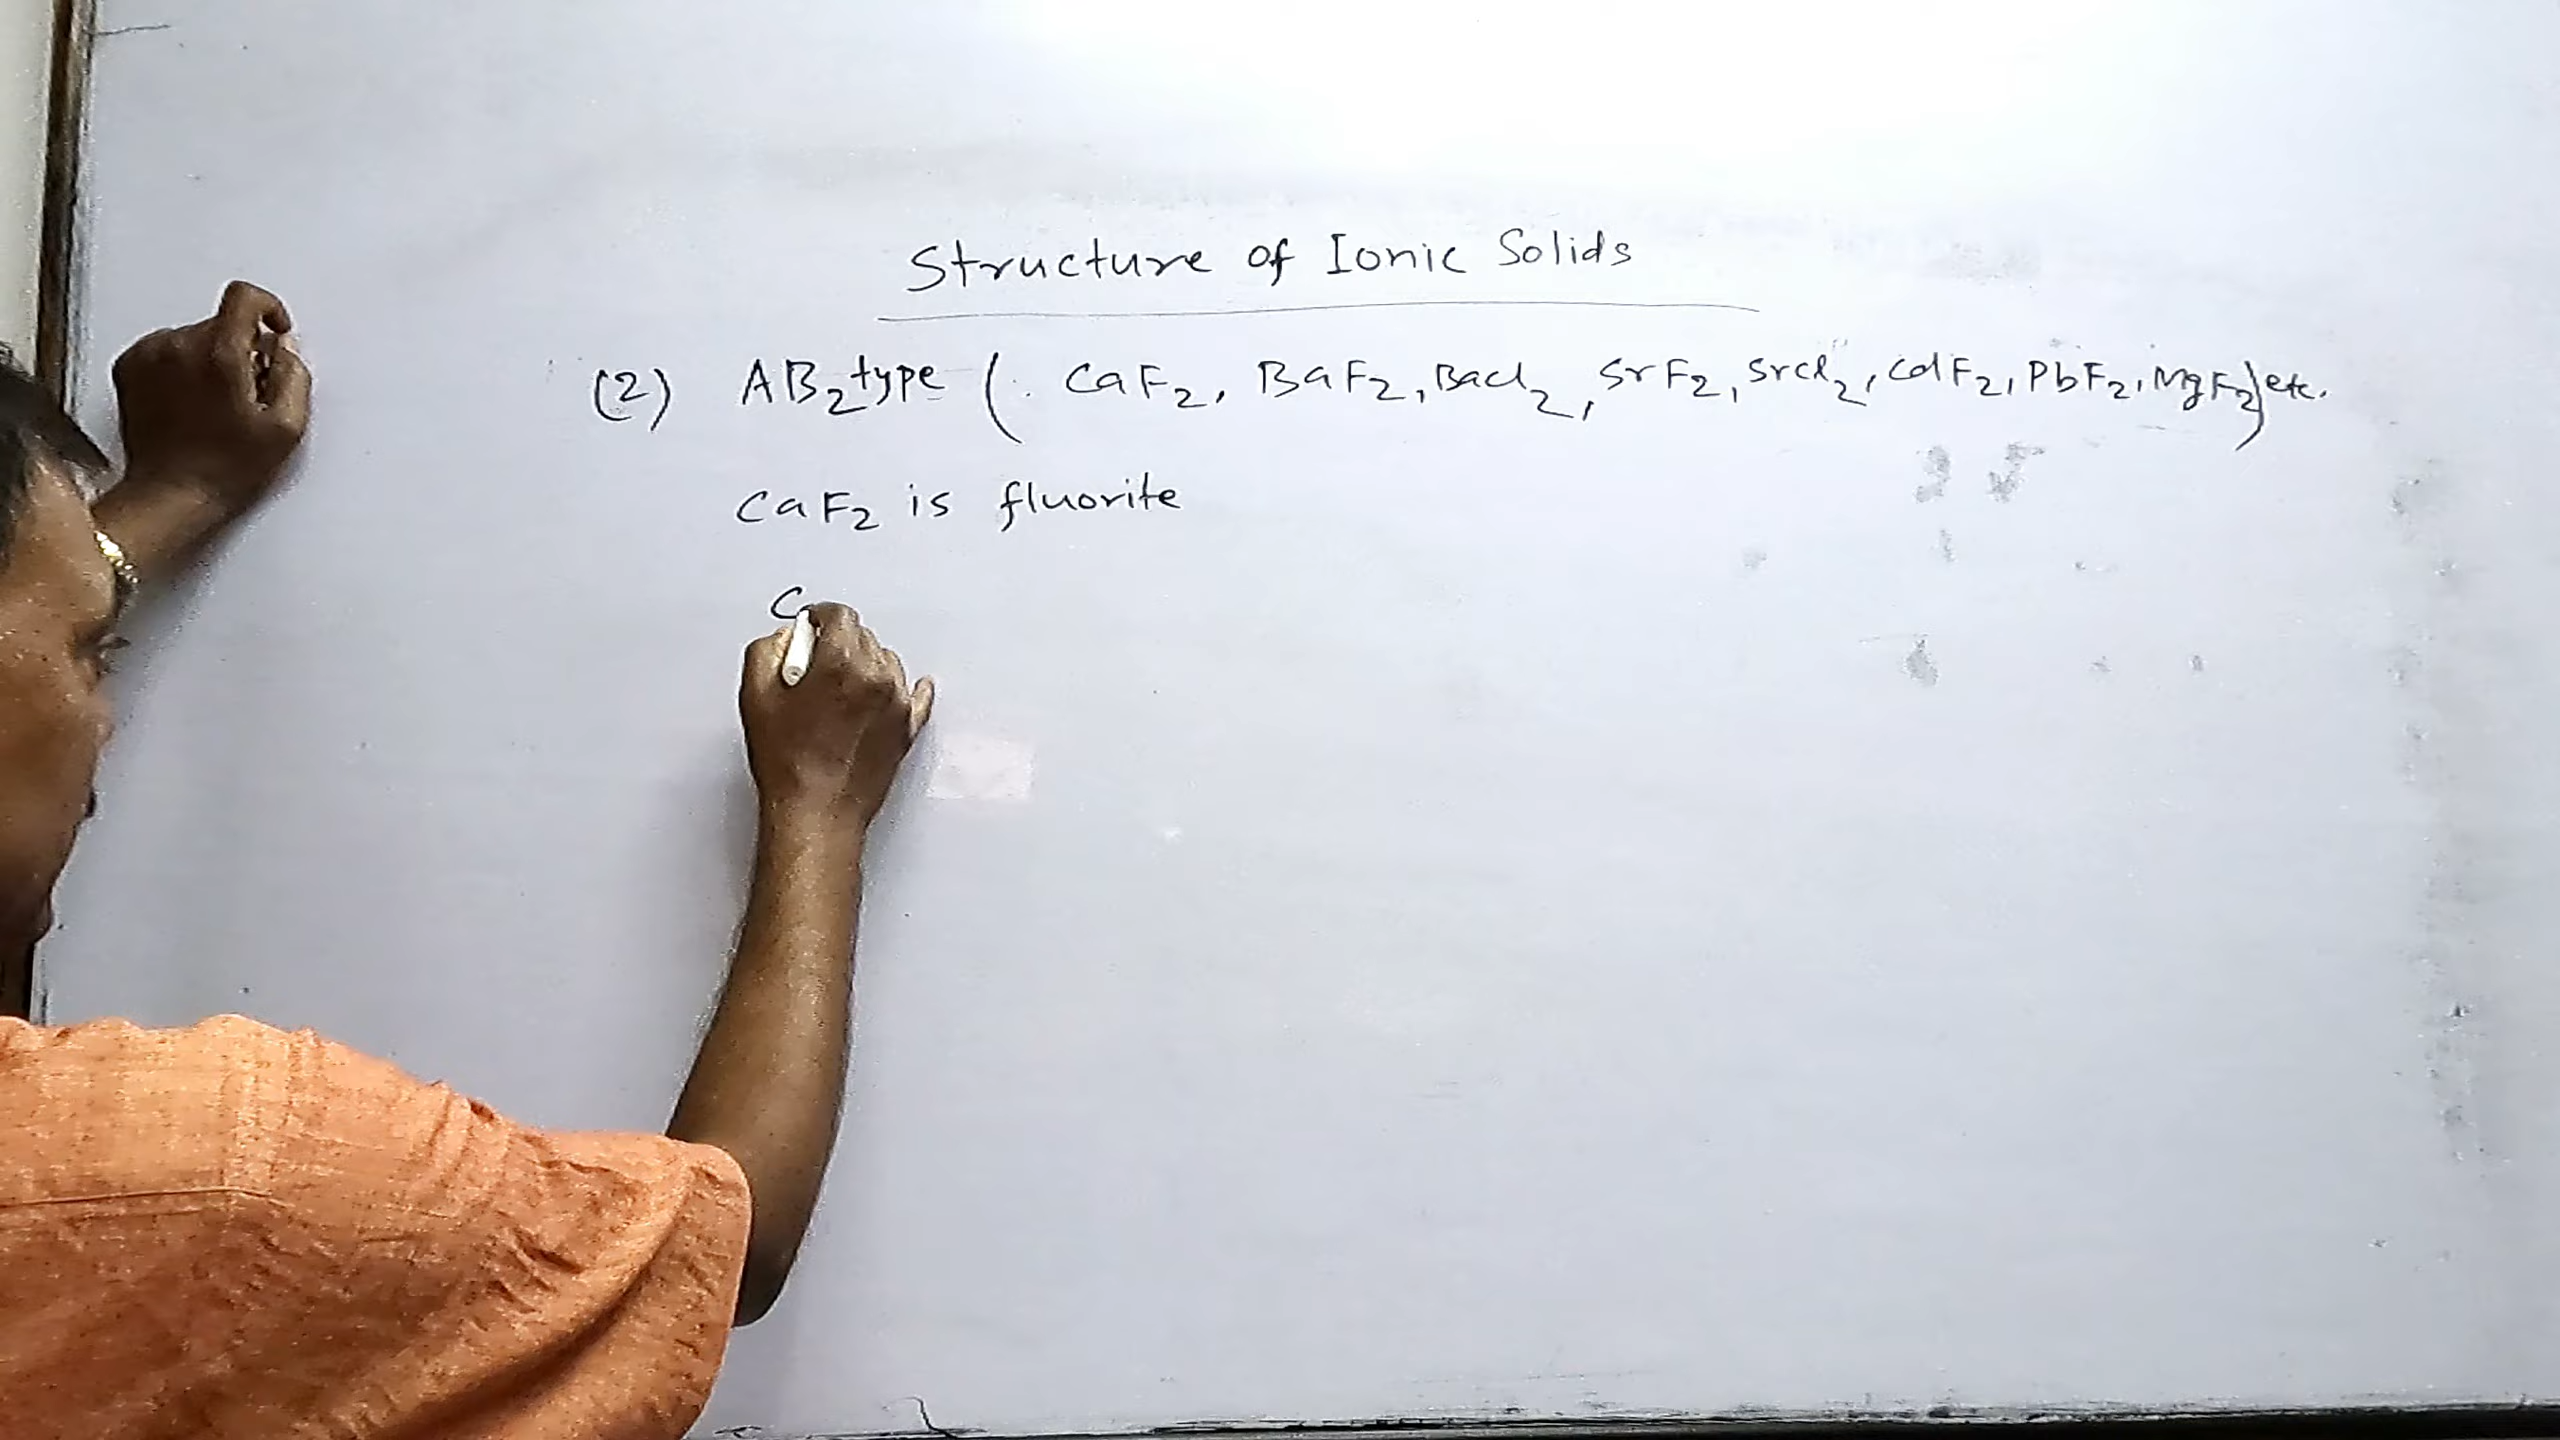 Structure of Ionic Solids
(2) AB₂ type ( CaF₂, BaF₂, BaCl₂, SrF₂, SrCl₂, CdF₂, PbF₂, MgF₂) etc.
CaF₂ is fluorite
C